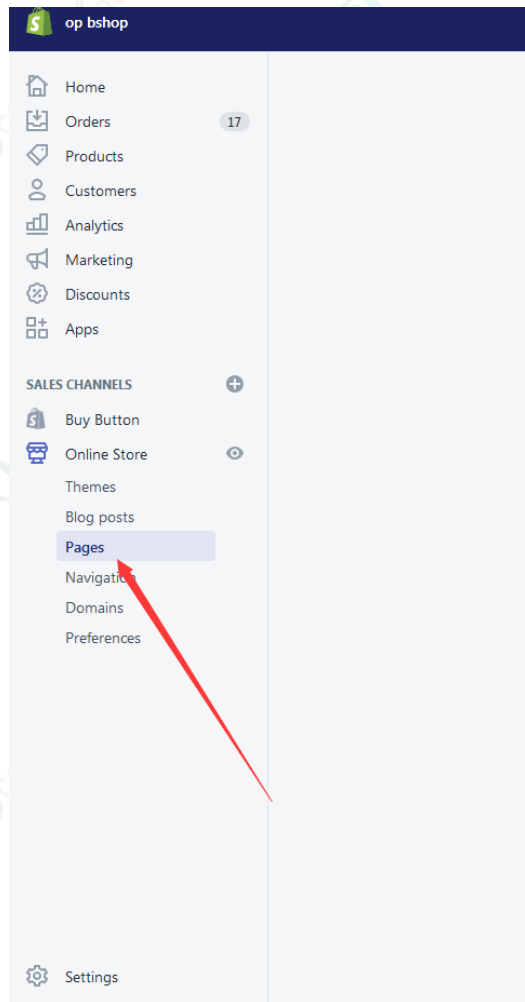 op bshop
Home
Orders 17
Products
Customers
Analytics
Marketing
Discounts
Apps
SALES CHANNELS
Buy Button
Online Store
Themes
Blog posts
Pages
Navigation
Domains
Preferences
Settings